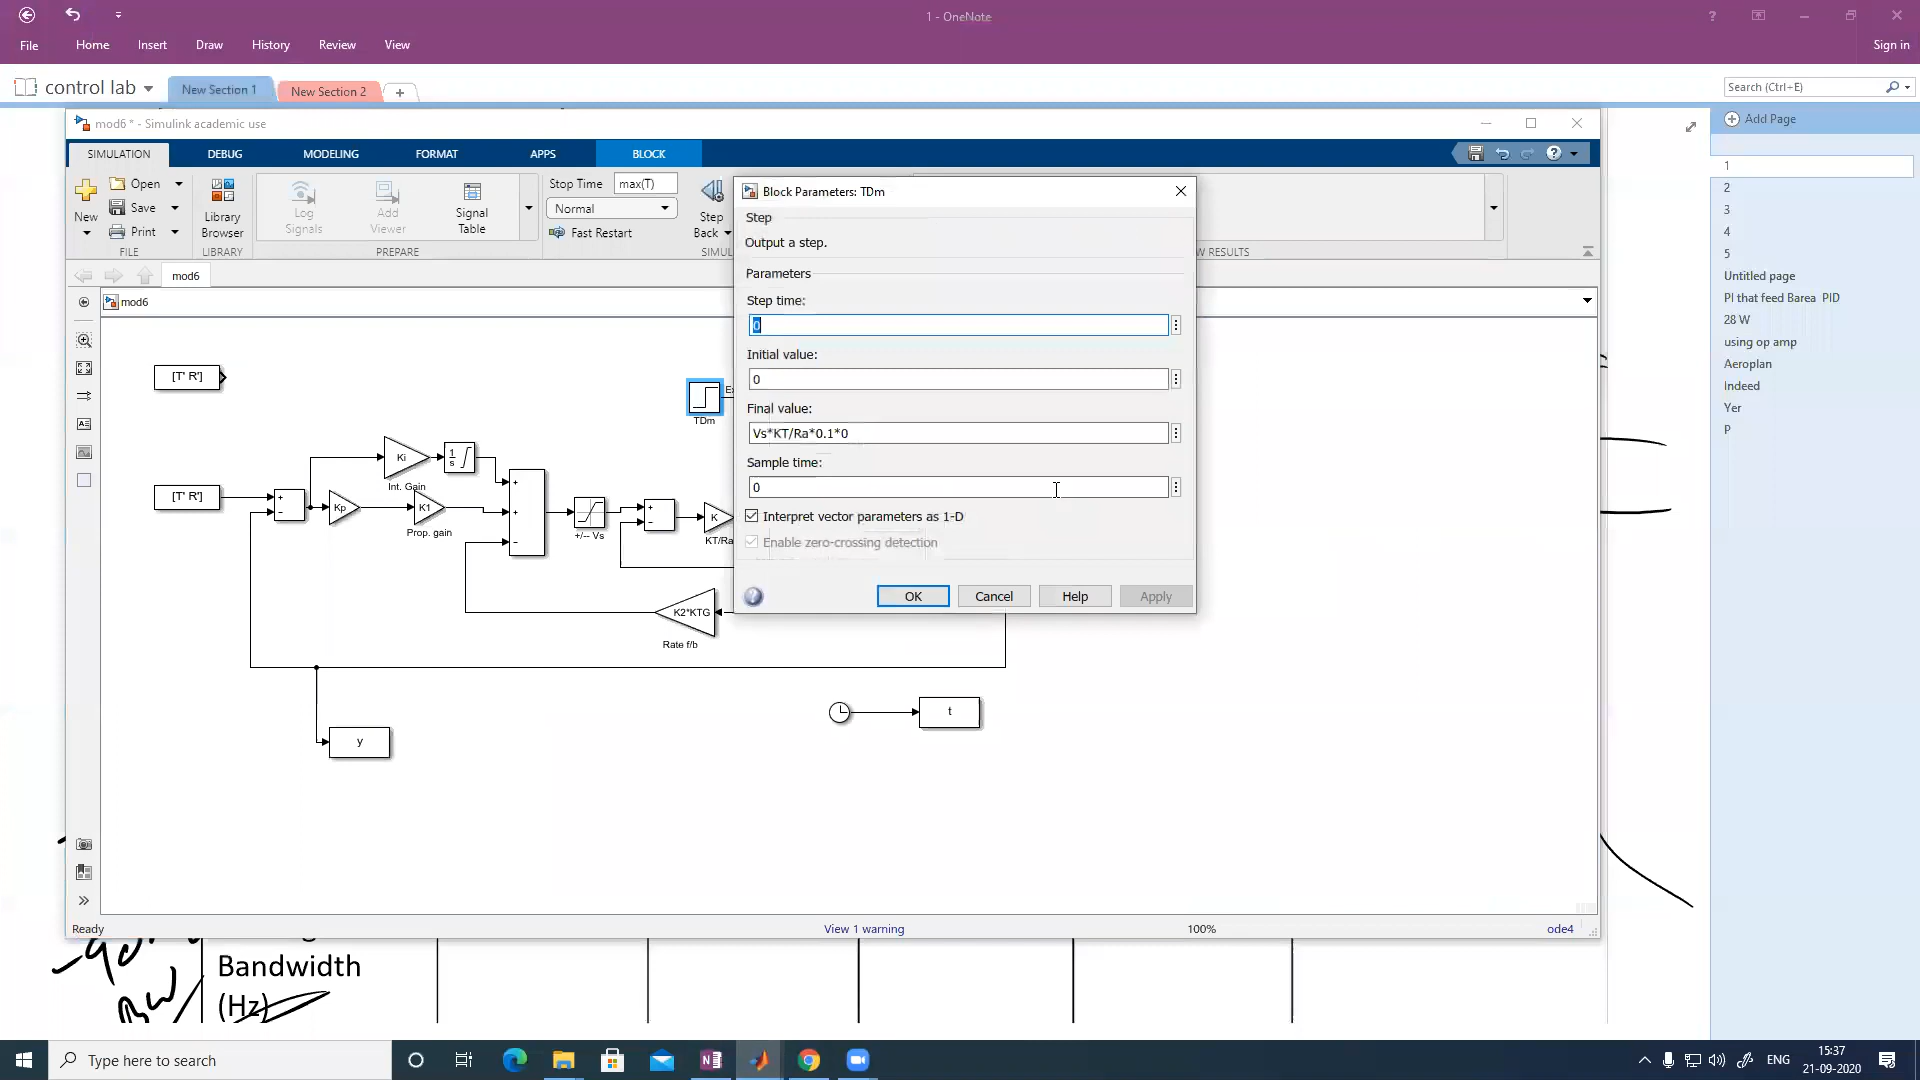 1 - OneNote
File
Home
Insert
Draw
History
Review
View
Sign in
control lab
New Section 1
New Section 2
Search (Ctrl+E)
Add Page
1
2
3
4
5
Untitled page
PI that feed Barea PID
28 W
using op amp
Aeroplan
Indeed
Yer
P
mod6 * - Simulink academic use
SIMULATION
DEBUG
MODELING
FORMAT
APPS
BLOCK
New
Open
Save
Print
FILE
Library
Browser
LIBRARY
Log
Signals
Add
Viewer
Signal
Table
PREPARE
Stop Time
max(T)
Normal
Fast Restart
Step
Back
SIMU
W RESULTS
mod6
mod6
Block Parameters: TDm
Step
Output a step.
Parameters
Step time:
0
Initial value:
0
Final value:
Vs*KT/Ra*0.1*0
Sample time:
0
Interpret vector parameters as 1-D
Enable zero-crossing detection
OK
Cancel
Help
Apply
[T' R']
TDm
Ki
1
s
Int. Gain
[T' R']
+
−
Kp
K1
Prop. gain
+
+
−
+/-- Vs
+
−
K
KT/Ra
K2*KTG
Rate f/b
t
y
Ready
View 1 warning
100%
ode4
Bandwidth
(Hz)
Type here to search
ENG
15:37
21-09-2020